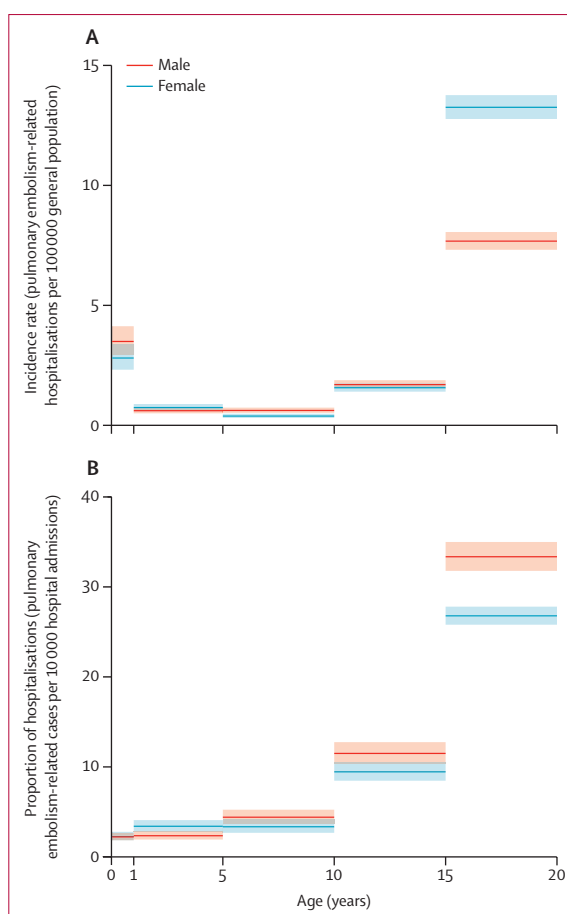 A
Male
Female
15
10
5
0
Incidence rate (pulmonary embolism-related
hospitalisations per 100 000 general population)
B
40
30
20
10
0
Proportion of hospitalisations (pulmonary
embolism-related cases per 10 000 hospital admissions)
0 1 5 10 15 20
Age (years)